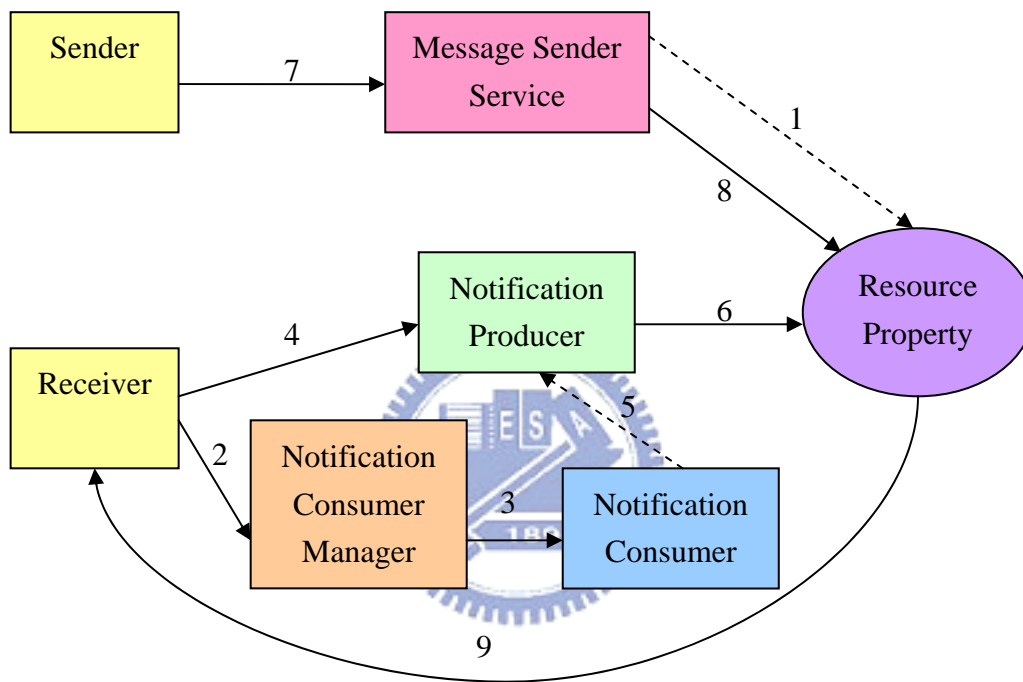 Sender
7
Message Sender
Service
1
8
Resource
Property
Notification
Producer
6
4
Receiver
5
E S A
2
Notification
Consumer
Manager
3
Notification
Consumer
189
9